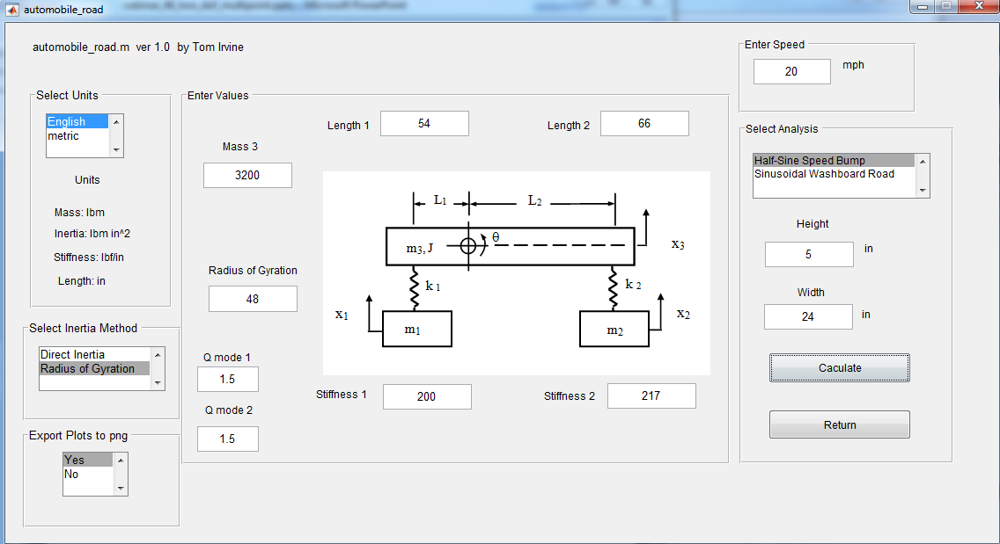 automobile_road
automobile_road.m ver 1.0 by Tom Irvine
Enter Speed
20
mph
Select Units
English
metric
Units
Mass: lbm
Inertia: lbm in^2
Stiffness: lbf/in
Length: in
Select Inertia Method
Direct Inertia
Radius of Gyration
Export Plots to png
Yes
No
Enter Values
Length 1
54
Length 2
66
Mass 3
3200
Radius of Gyration
48
Q mode 1
1.5
Q mode 2
1.5
L1
L2
m3, J
θ
x3
k 1
k 2
x1
m1
m2
x2
Stiffness 1
200
Stiffness 2
217
Select Analysis
Half-Sine Speed Bump
Sinusoidal Washboard Road
Height
5
in
Width
24
in
Caculate
Return